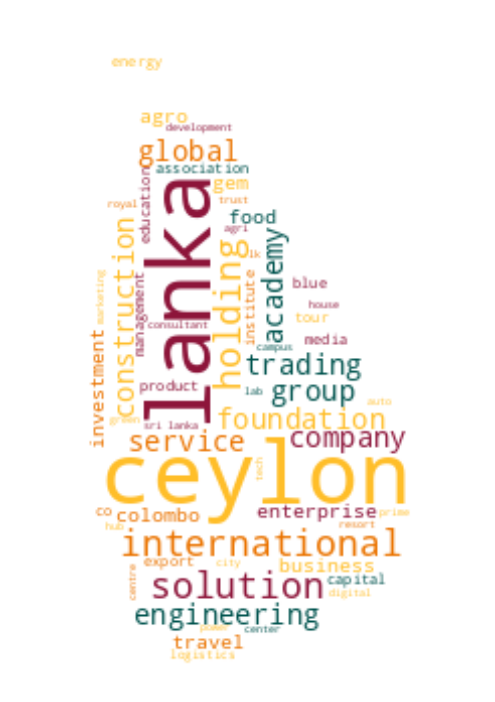 energy
agro
development
global
association
education
gem
royal
trust
lanka
food
agri
construction
holding
academy
lk
marketing
management
institute
blue
house
consultant
tour
investment
campus
media
trading
product
lab
group
auto
green
sri lanka
foundation
service
company
ceylon
tech
co
colombo
enterprise
prime
hub
resort
international
export
city
business
centre
solution
capital
digital
engineering
power
center
travel
logistics